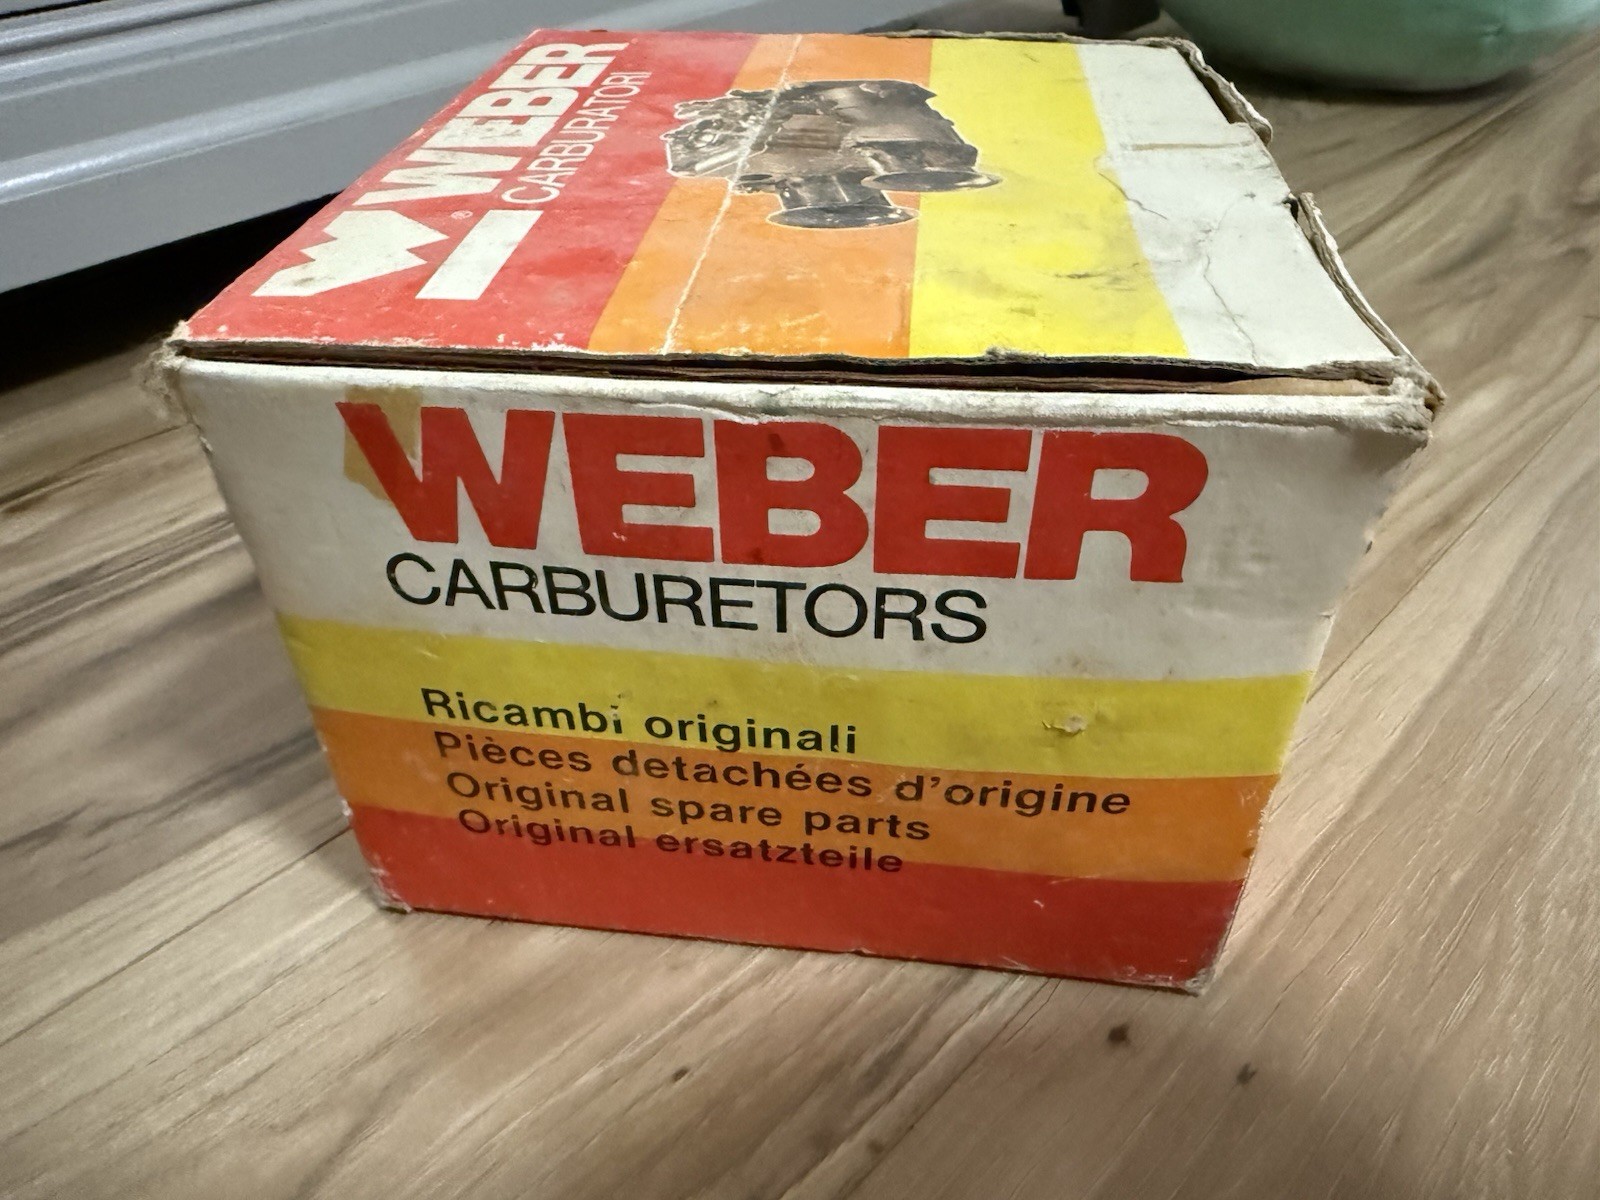 WEBER
CARBURATORI
®
WEBER
CARBURETORS
Ricambi originali
Pièces detachées d'origine
Original spare parts
Original ersatzteile